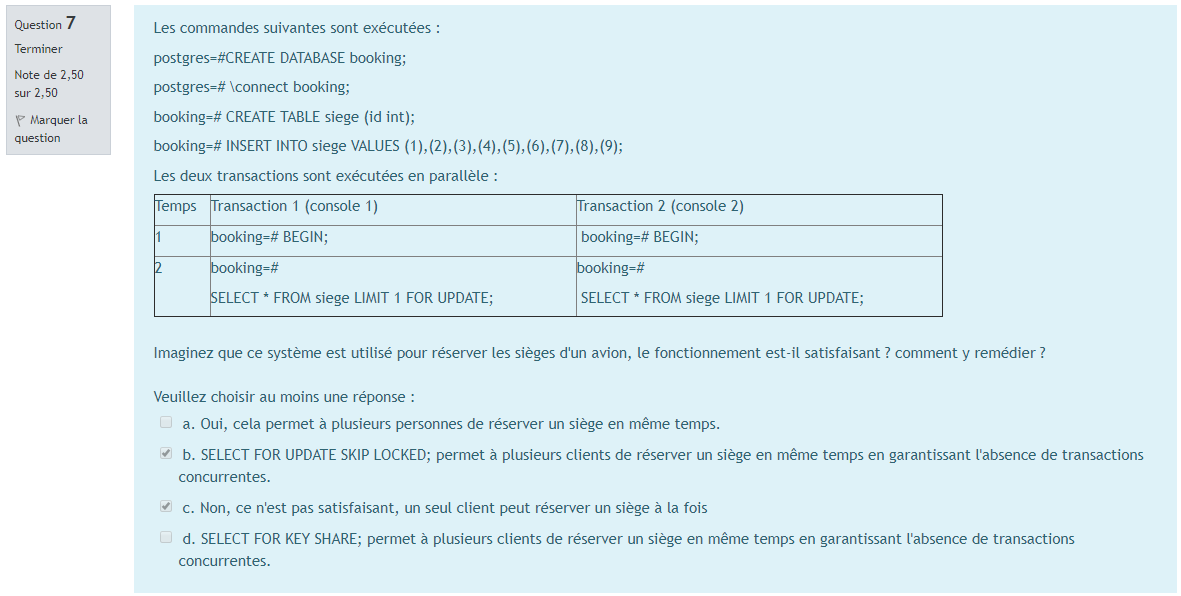 Question 7
Terminer
Note de 2,50
sur 2,50
Marquer la
question
Les commandes suivantes sont exécutées :
postgres=#CREATE DATABASE booking;
postgres=# \connect booking;
booking=# CREATE TABLE siege (id int);
booking=# INSERT INTO siege VALUES (1),(2),(3),(4),(5),(6),(7),(8),(9);
Les deux transactions sont exécutées en parallèle :
Temps Transaction 1 (console 1) Transaction 2 (console 2)
1 booking=# BEGIN; booking=# BEGIN;
2 booking=# booking=#
SELECT * FROM siege LIMIT 1 FOR UPDATE; SELECT * FROM siege LIMIT 1 FOR UPDATE;
Imaginez que ce système est utilisé pour réserver les sièges d'un avion, le fonctionnement est-il satisfaisant ? comment y remédier ?
Veuillez choisir au moins une réponse :
a. Oui, cela permet à plusieurs personnes de réserver un siège en même temps.
b. SELECT FOR UPDATE SKIP LOCKED; permet à plusieurs clients de réserver un siège en même temps en garantissant l'absence de transactions
concurrentes.
c. Non, ce n'est pas satisfaisant, un seul client peut réserver un siège à la fois
d. SELECT FOR KEY SHARE; permet à plusieurs clients de réserver un siège en même temps en garantissant l'absence de transactions
concurrentes.